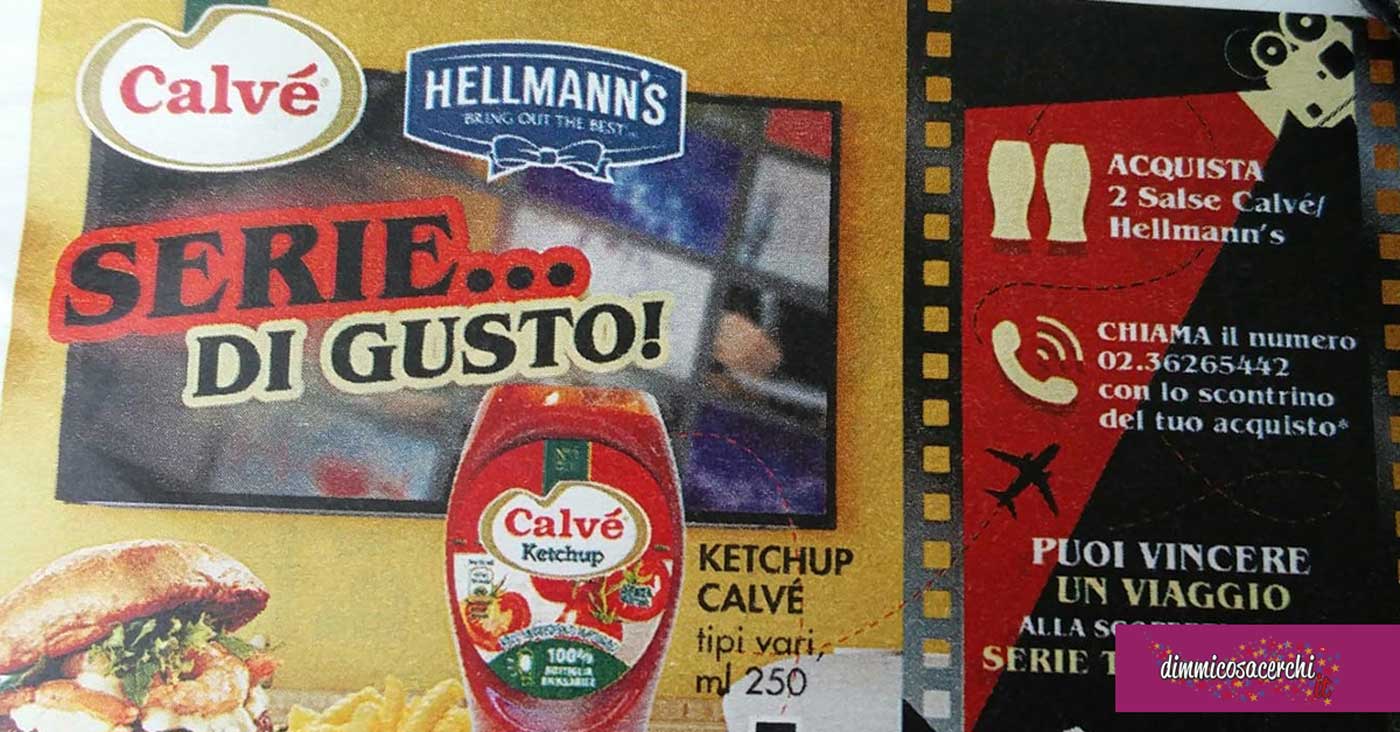 Calvé
HELLMANN'S
BRING OUT THE BEST
SERIE...
DI GUSTO!
Calvé
Ketchup
100%
BOTTIGLIA
RICICLABILE
KETCHUP
CALVÉ
tipi vari,
ml 250
ACQUISTA
2 Salse Calvé/
Hellmann's
CHIAMA il numero
02.36265442
con lo scontrino
del tuo acquisto*
PUOI VINCERE
UN VIAGGIO
ALLA
SERIE
dimmicosacerchi